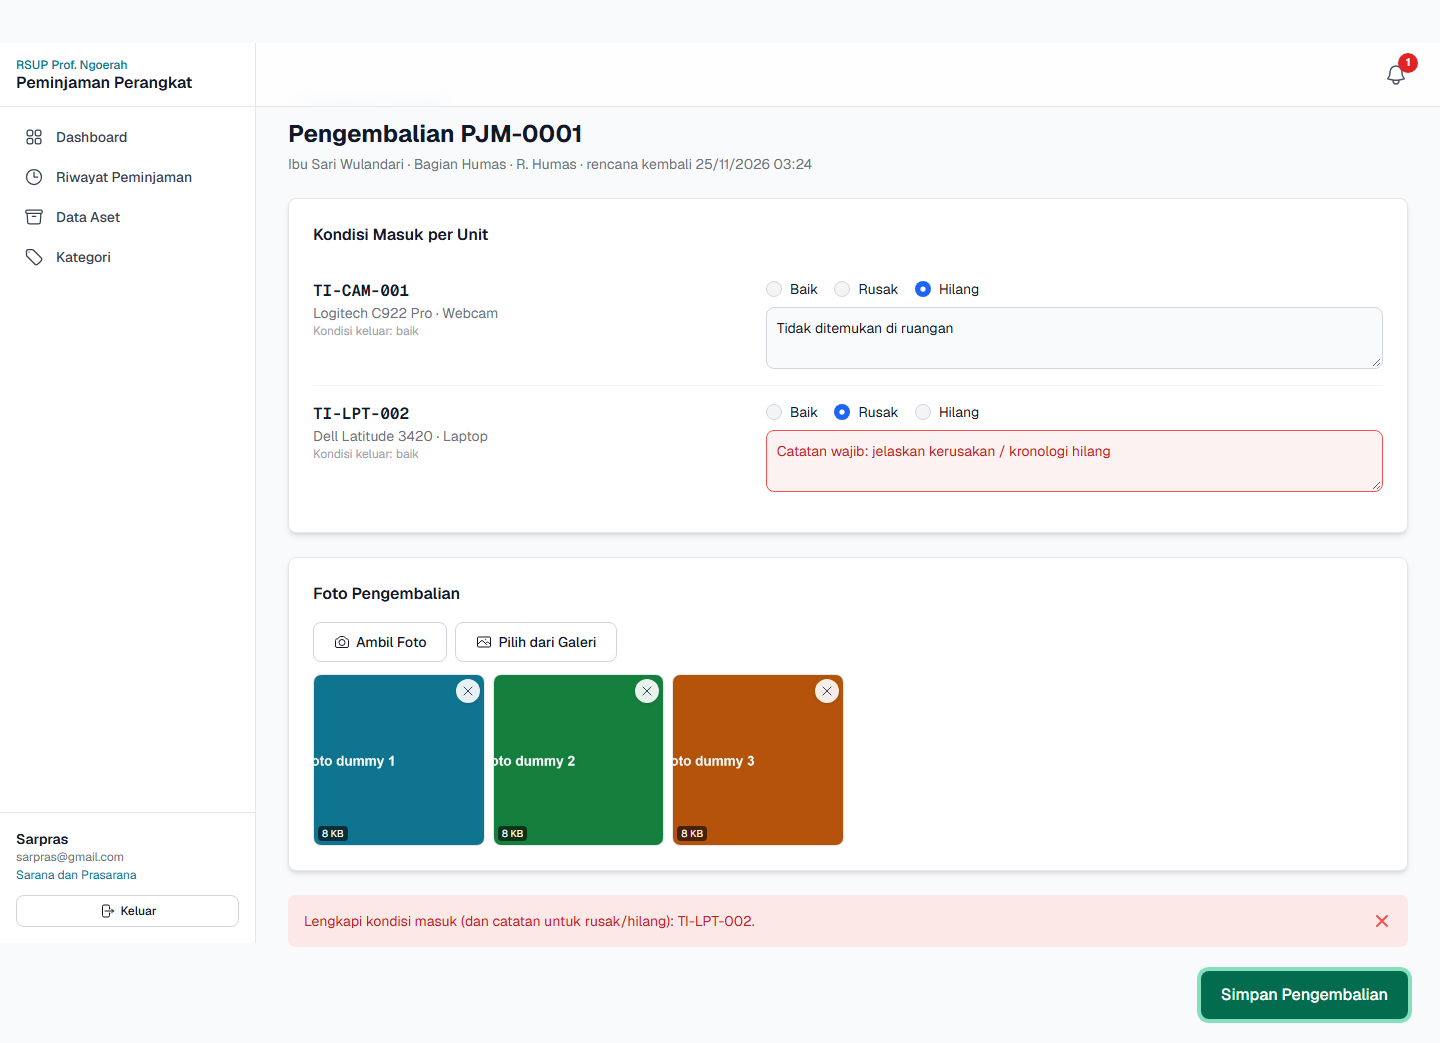 RSUP Prof. Ngoerah
Peminjaman Perangkat
1
Dashboard
Riwayat Peminjaman
Data Aset
Kategori
Sarpras
sarpras@gmail.com
Sarana dan Prasarana
Keluar
Pengembalian PJM-0001
Ibu Sari Wulandari · Bagian Humas · R. Humas · rencana kembali 25/11/2026 03:24
Kondisi Masuk per Unit
TI-CAM-001
Logitech C922 Pro · Webcam
Kondisi keluar: baik
Baik Rusak Hilang
Tidak ditemukan di ruangan
TI-LPT-002
Dell Latitude 3420 · Laptop
Kondisi keluar: baik
Baik Rusak Hilang
Catatan wajib: jelaskan kerusakan / kronologi hilang
Foto Pengembalian
Ambil Foto Pilih dari Galeri
oto dummy 1
8 KB
oto dummy 2
8 KB
oto dummy 3
8 KB
Lengkapi kondisi masuk (dan catatan untuk rusak/hilang): TI-LPT-002.
Simpan Pengembalian